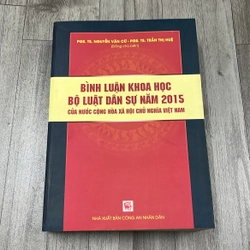 PGS. TS. NGUYỄN VĂN CỪ - PGS. TS. TRẦN THỊ HUỆ
(Đồng chủ biên)
BÌNH LUẬN KHOA HỌC
BỘ LUẬT DÂN SỰ NĂM 2015
CỦA NƯỚC CỘNG HÒA XÃ HỘI CHỦ NGHĨA VIỆT NAM
NHÀ XUẤT BẢN CÔNG AN NHÂN DÂN